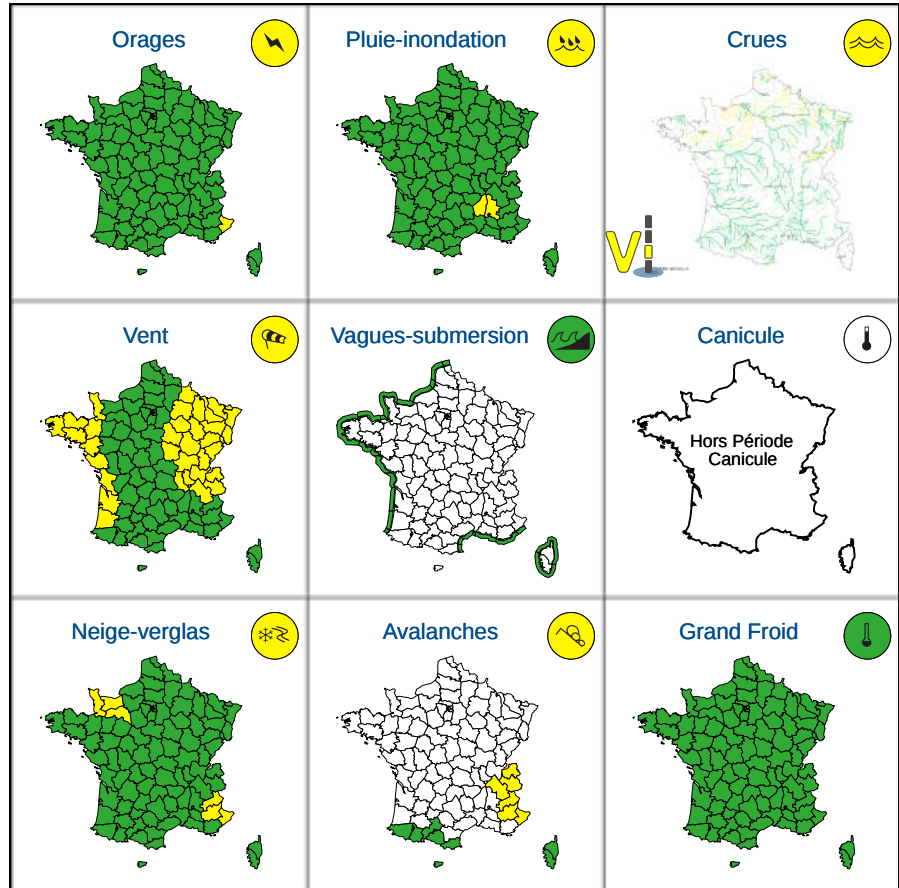 Orages
Pluie-inondation
Crues
Vent
Vagues-submersion
Canicule
Hors Période
Canicule
Neige-verglas
Avalanches
Grand Froid